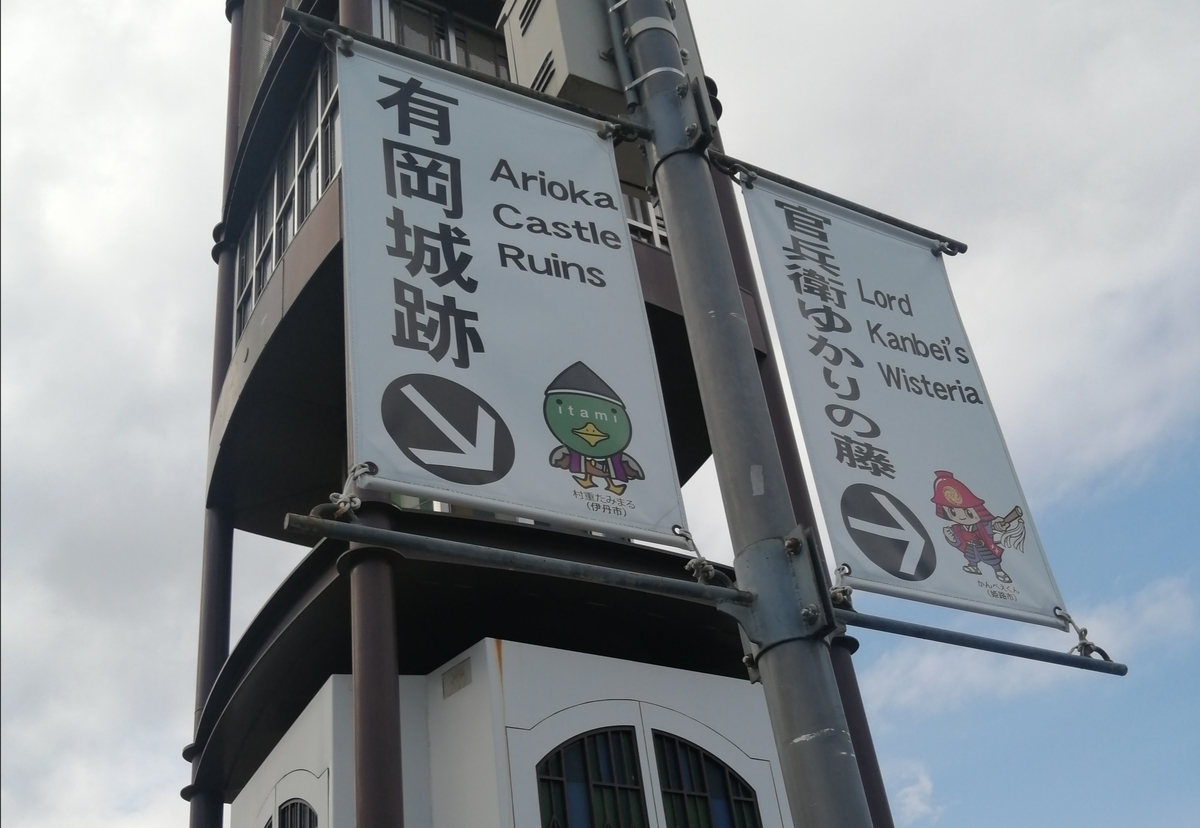 有岡城跡
Arioka
Castle
Ruins
itami
村重たみまる
(伊丹市)
官兵衛ゆかりの藤
Lord
Kanbei's
Wisteria
かんべえくん
(姫路市)